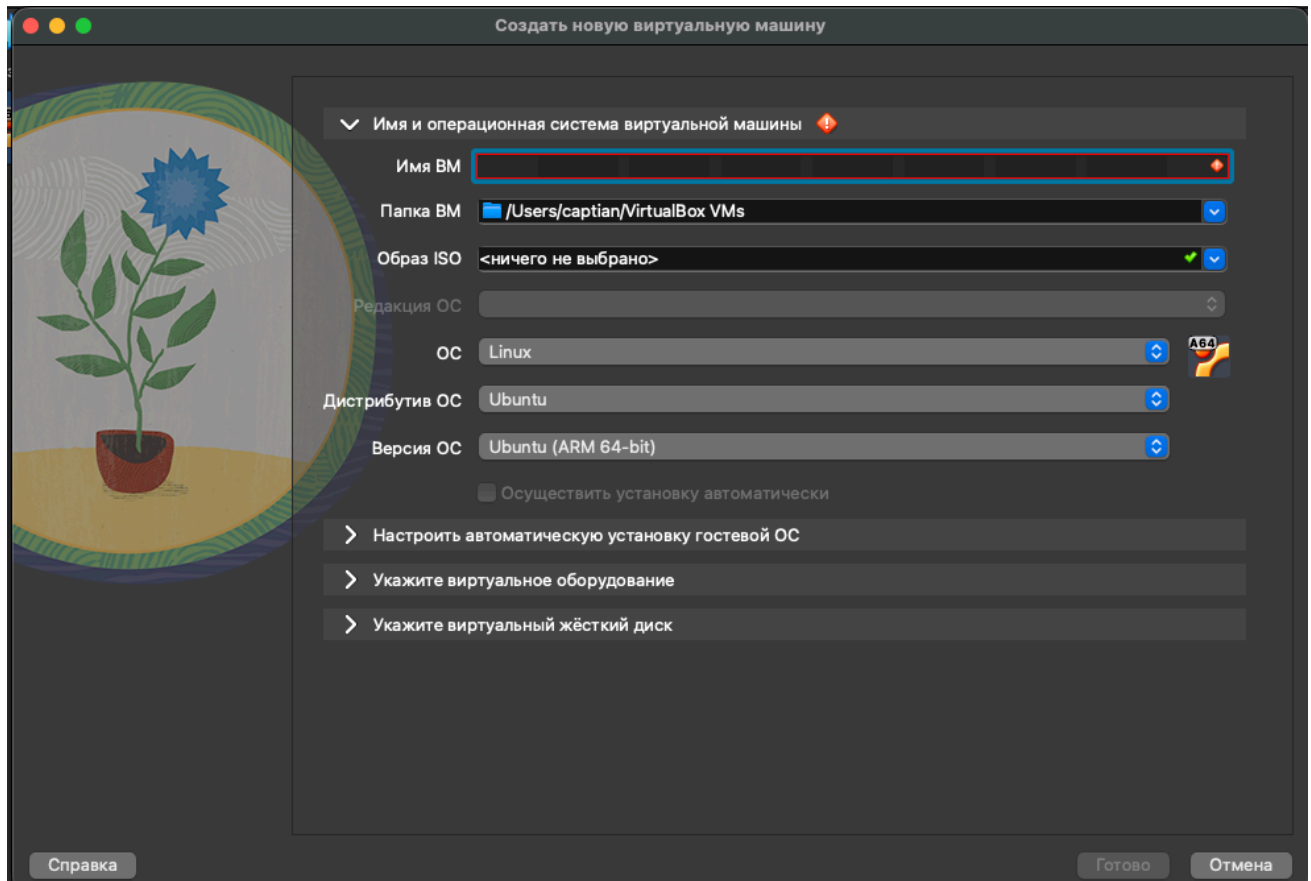 Создать новую виртуальную машину
Имя и операционная система виртуальной машины
Имя ВМ
Папка ВМ /Users/captian/VirtualBox VMs
Образ ISO <ничего не выбрано>
Редакция ОС
ОС Linux A64
Дистрибутив ОС Ubuntu
Версия ОС Ubuntu (ARM 64-bit)
Осуществить установку автоматически
Настроить автоматическую установку гостевой ОС
Укажите виртуальное оборудование
Укажите виртуальный жёсткий диск
Справка Готово Отмена